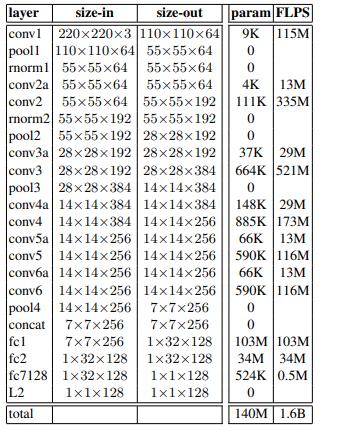 layer size-in size-out param FLPS
conv1 220×220×3 110×110×64 9K 115M
pool1 110×110×64 55×55×64 0
rnorm1 55×55×64 55×55×64 0
conv2a 55×55×64 55×55×64 4K 13M
conv2 55×55×64 55×55×192 111K 335M
rnorm2 55×55×192 55×55×192 0
pool2 55×55×192 28×28×192 0
conv3a 28×28×192 28×28×192 37K 29M
conv3 28×28×192 28×28×384 664K 521M
pool3 28×28×384 14×14×384 0
conv4a 14×14×384 14×14×384 148K 29M
conv4 14×14×384 14×14×256 885K 173M
conv5a 14×14×256 14×14×256 66K 13M
conv5 14×14×256 14×14×256 590K 116M
conv6a 14×14×256 14×14×256 66K 13M
conv6 14×14×256 14×14×256 590K 116M
pool4 14×14×256 7×7×256 0
concat 7×7×256 7×7×256 0
fc1 7×7×256 1×32×128 103M 103M
fc2 1×32×128 1×32×128 34M 34M
fc7128 1×32×128 1×1×128 524K 0.5M
L2 1×1×128 1×1×128 0
total 140M 1.6B